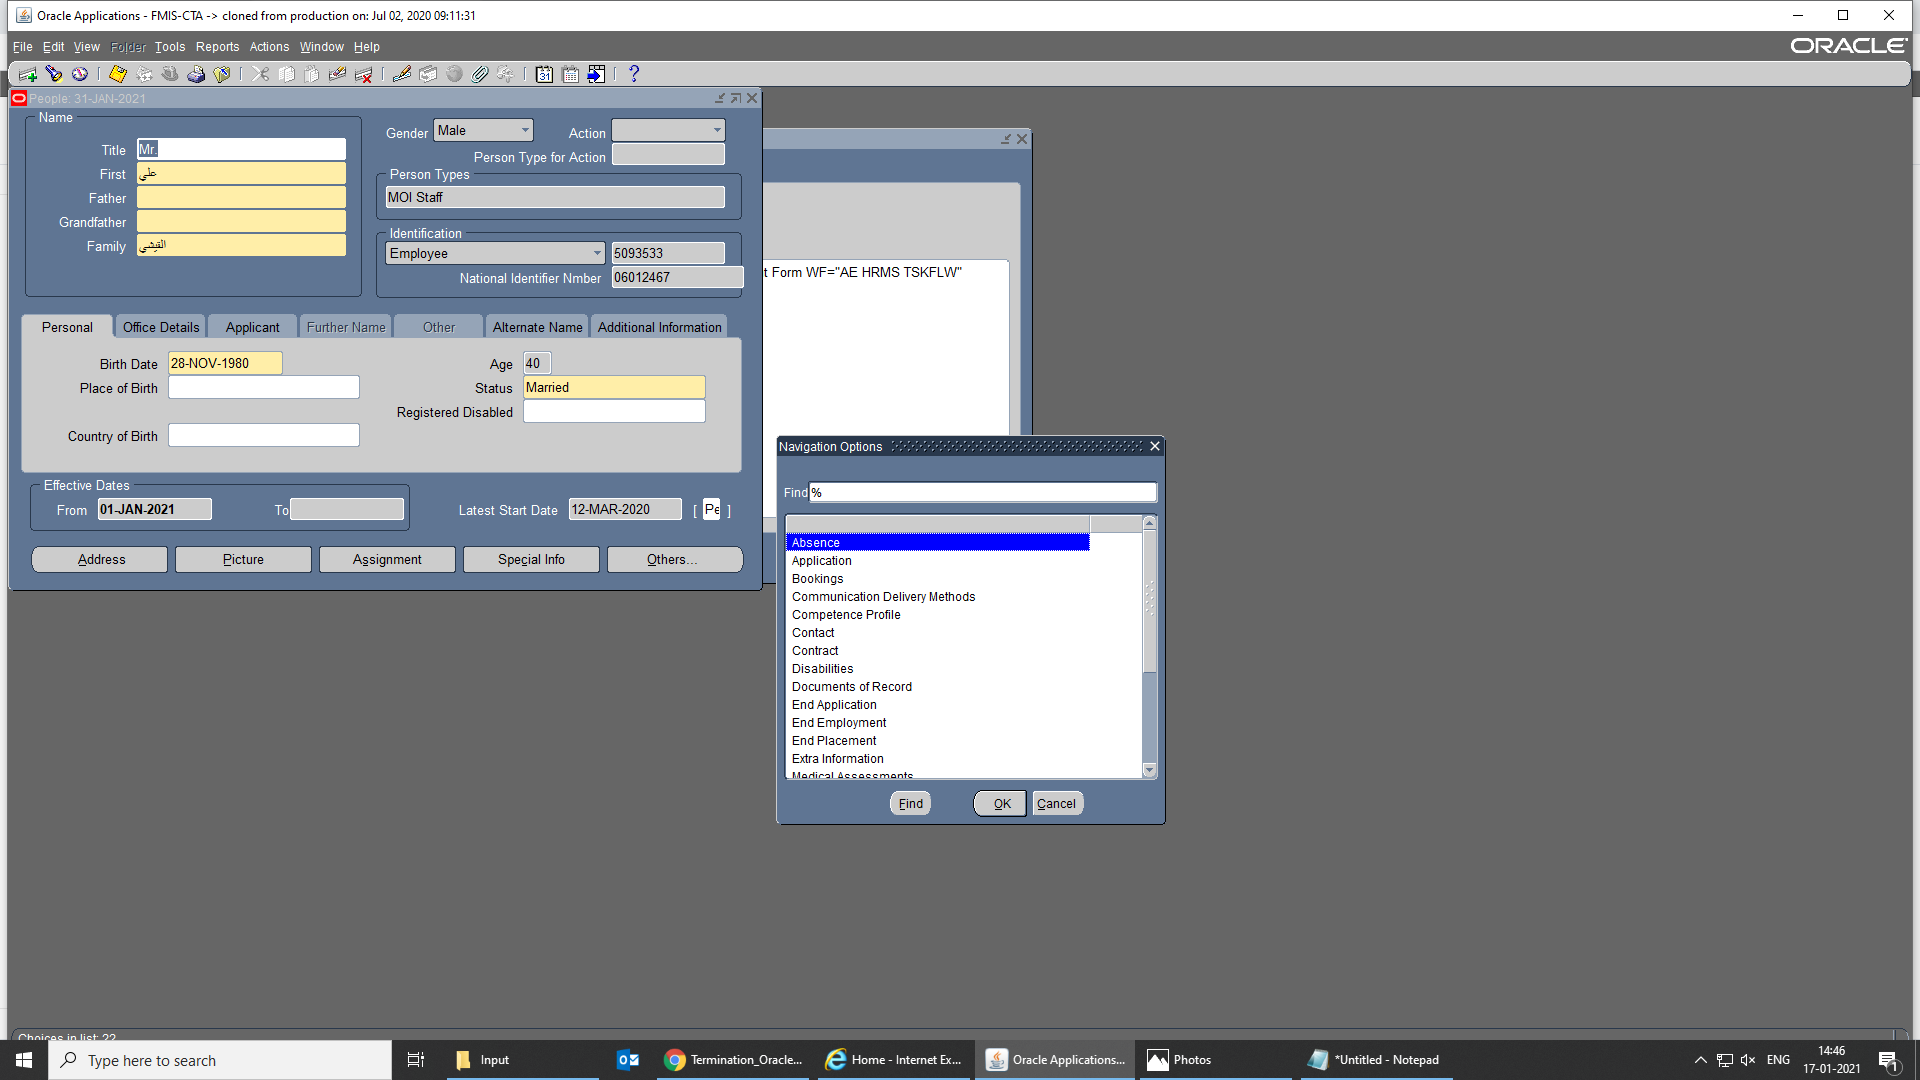 Oracle Applications - FMIS-CTA -> cloned from production on: Jul 02, 2020 09:11:31
File Edit View Folder Tools Reports Actions Window Help
ORACLE
People: 31-JAN-2021
Name
Title Mr.
First علي
Father
Grandfather
Family القيشي
Gender Male Action
Person Type for Action
Person Types
MOI Staff
Identification
Employee 5093533
National Identifier Nmber 06012467
t Form WF="AE HRMS TSKFLW"
Personal Office Details Applicant Further Name Other Alternate Name Additional Information
Birth Date 28-NOV-1980 Age 40
Place of Birth Status Married
Registered Disabled
Country of Birth
Effective Dates
From 01-JAN-2021 To Latest Start Date 12-MAR-2020 [ Pe ]
Address Picture Assignment Special Info Others...
Navigation Options
Find %
Absence
Application
Bookings
Communication Delivery Methods
Competence Profile
Contact
Contract
Disabilities
Documents of Record
End Application
End Employment
End Placement
Extra Information
Medical Assessments
Find OK Cancel
Choices in list: 22
Type here to search Input Termination_Oracle... Home - Internet Ex... Oracle Applications... Photos *Untitled - Notepad ENG 14:46
17-01-2021